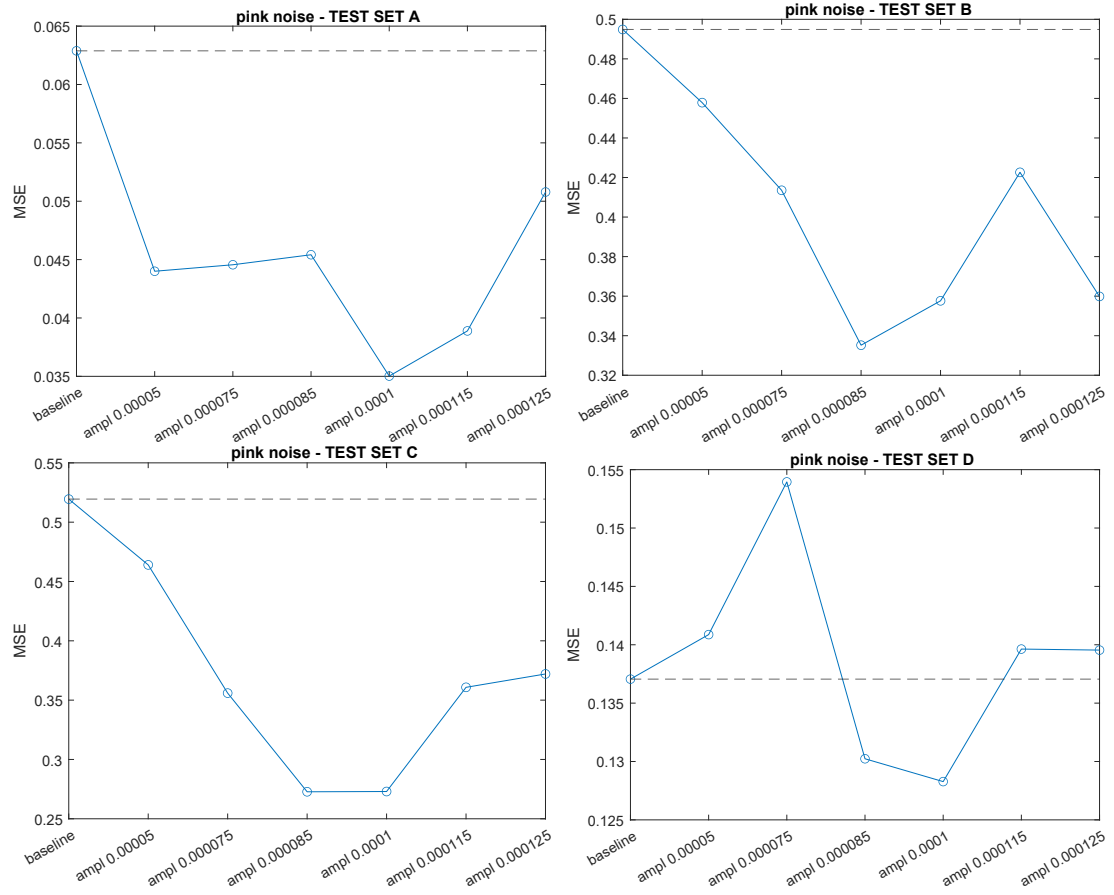 pink noise - TEST SET A
MSE
0.065
0.06
0.055
0.05
0.045
0.04
0.035
baseline
ampl 0.00005
ampl 0.000075
ampl 0.000085
ampl 0.0001
ampl 0.000115
ampl 0.000125
pink noise - TEST SET B
MSE
0.5
0.48
0.46
0.44
0.42
0.4
0.38
0.36
0.34
0.32
baseline
ampl 0.00005
ampl 0.000075
ampl 0.000085
ampl 0.0001
ampl 0.000115
ampl 0.000125
pink noise - TEST SET C
MSE
0.55
0.5
0.45
0.4
0.35
0.3
0.25
baseline
ampl 0.00005
ampl 0.000075
ampl 0.000085
ampl 0.0001
ampl 0.000115
ampl 0.000125
pink noise - TEST SET D
MSE
0.155
0.15
0.145
0.14
0.135
0.13
0.125
baseline
ampl 0.00005
ampl 0.000075
ampl 0.000085
ampl 0.0001
ampl 0.000115
ampl 0.000125